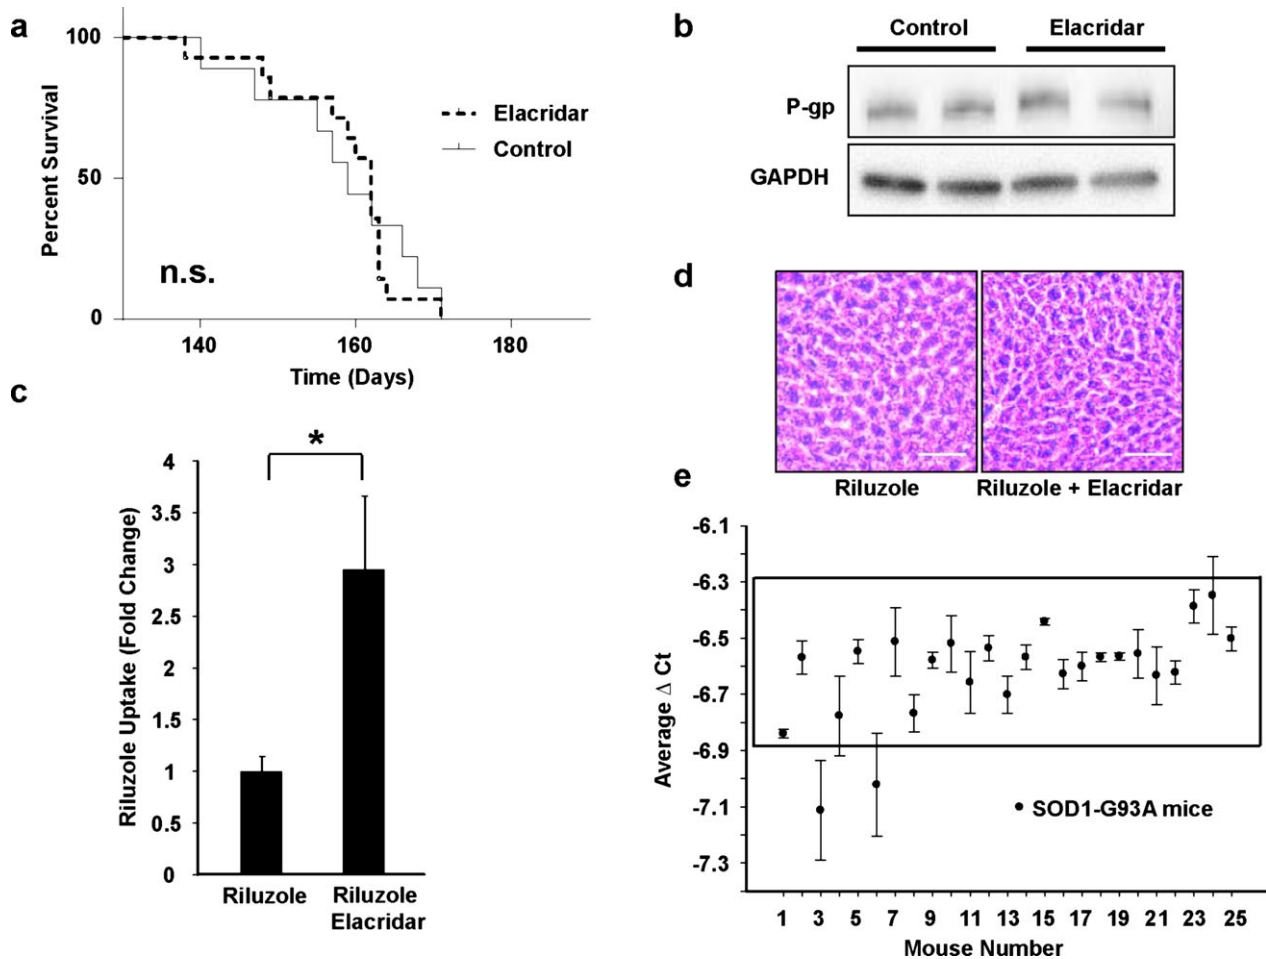 a
100
50
0
Percent Survival
Elacridar
Control
n.s.
140 160 180
Time (Days)
b
Control Elacridar
P-gp
GAPDH
c
*
4
3.5
3
2.5
2
1.5
1
0.5
0
Riluzole Uptake (Fold Change)
Riluzole
Riluzole
Elacridar
d
Riluzole
Riluzole + Elacridar
e
-6.1
-6.3
-6.5
-6.7
-6.9
-7.1
-7.3
Average Δ Ct
SOD1-G93A mice
1 3 5 7 9 11 13 15 17 19 21 23 25
Mouse Number